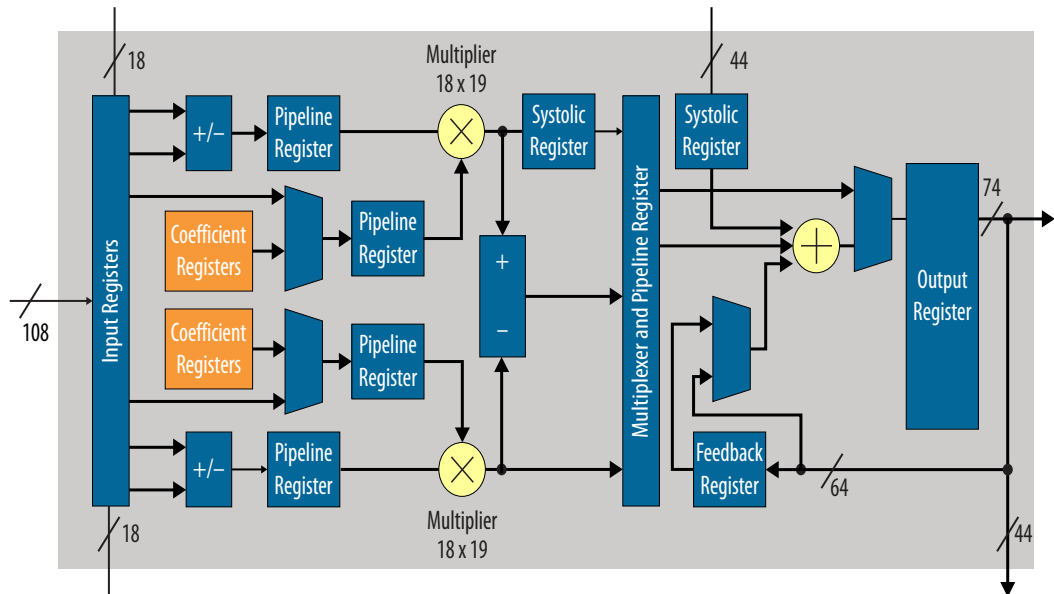 18
Multiplier
18 x 19
44
+/–
Pipeline
Register
Systolic
Register
Systolic
Register
Coefficient
Registers
Pipeline
Register
74
Input Registers
108
+
–
Multiplexer and Pipeline Register
Output
Register
Coefficient
Registers
Pipeline
Register
+/–
Pipeline
Register
Feedback
Register
64
18
Multiplier
18 x 19
44